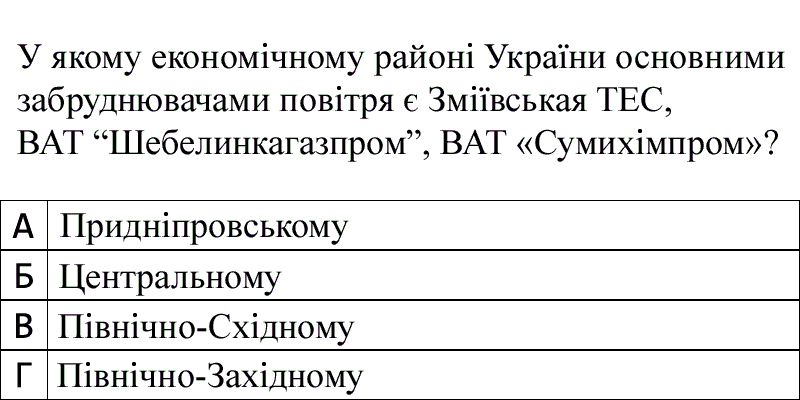 У якому економічному районі України основними
забруднювачами повітря є Зміївськая ТЕС,
ВАТ “Шебелинкагазпром”, ВАТ «Сумихімпром»?
А Придніпровському
Б Центральному
В Північно-Східному
Г Північно-Західному